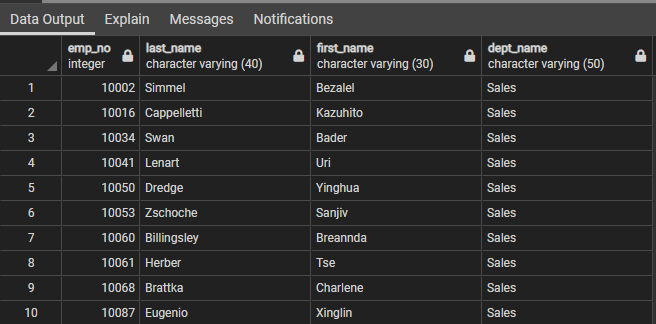 Data Output Explain Messages Notifications
emp_no last_name first_name dept_name
integer character varying (40) character varying (30) character varying (50)
1 10002 Simmel Bezalel Sales
2 10016 Cappelletti Kazuhito Sales
3 10034 Swan Bader Sales
4 10041 Lenart Uri Sales
5 10050 Dredge Yinghua Sales
6 10053 Zschoche Sanjiv Sales
7 10060 Billingsley Breannda Sales
8 10061 Herber Tse Sales
9 10068 Brattka Charlene Sales
10 10087 Eugenio Xinglin Sales